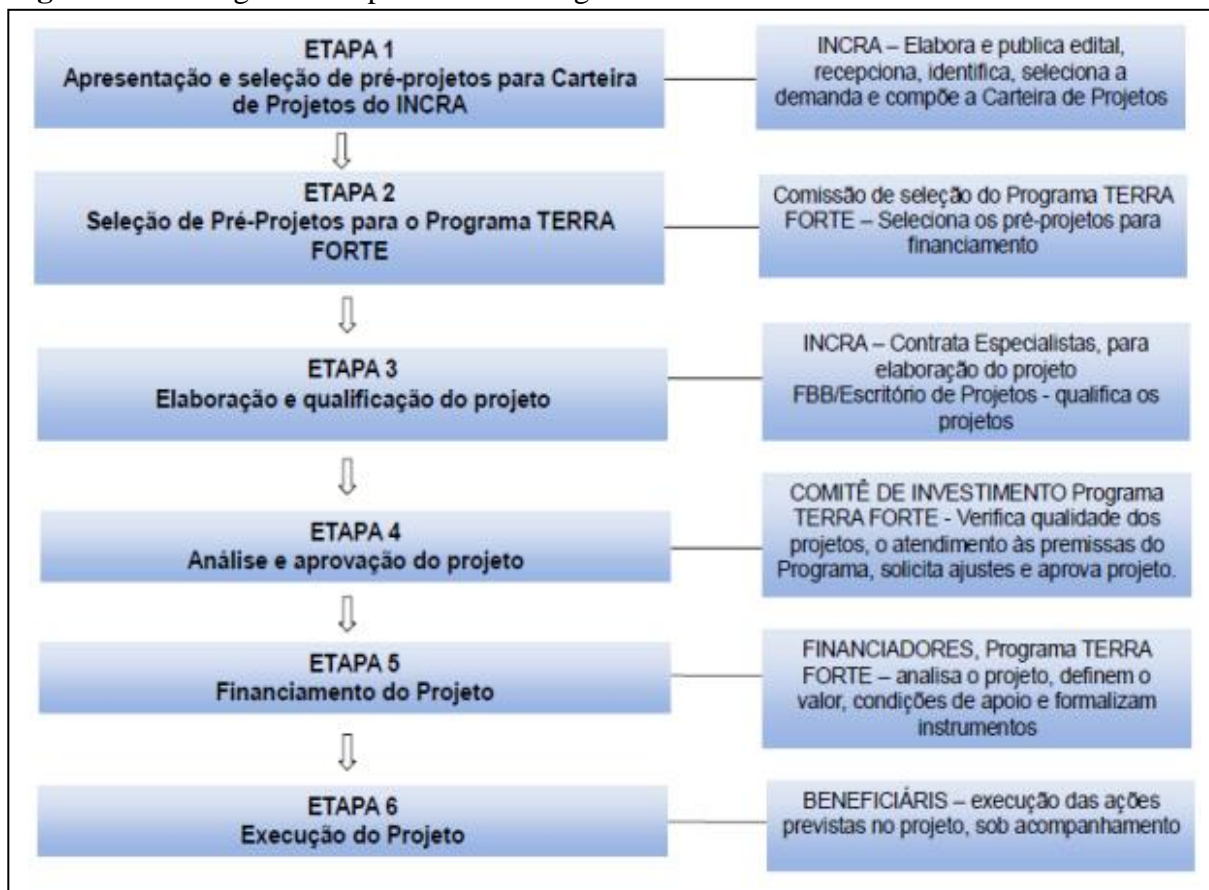 ETAPA 1
Apresentação e seleção de pré-projetos para Carteira
de Projetos do INCRA
INCRA – Elabora e publica edital,
recepciona, identifica, seleciona a
demanda e compõe a Carteira de Projetos
ETAPA 2
Seleção de Pré-Projetos para o Programa TERRA
FORTE
Comissão de seleção do Programa TERRA
FORTE – Seleciona os pré-projetos para
financiamento
ETAPA 3
Elaboração e qualificação do projeto
INCRA – Contrata Especialistas, para
elaboração do projeto
FBB/Escritório de Projetos - qualifica os
projetos
ETAPA 4
Análise e aprovação do projeto
COMITÊ DE INVESTIMENTO Programa
TERRA FORTE - Verifica qualidade dos
projetos, o atendimento às premissas do
Programa, solicita ajustes e aprova projeto.
ETAPA 5
Financiamento do Projeto
FINANCIADORES, Programa TERRA
FORTE – analisa o projeto, definem o
valor, condições de apoio e formalizam
instrumentos
ETAPA 6
Execução do Projeto
BENEFICIÁRIS – execução das ações
previstas no projeto, sob acompanhamento